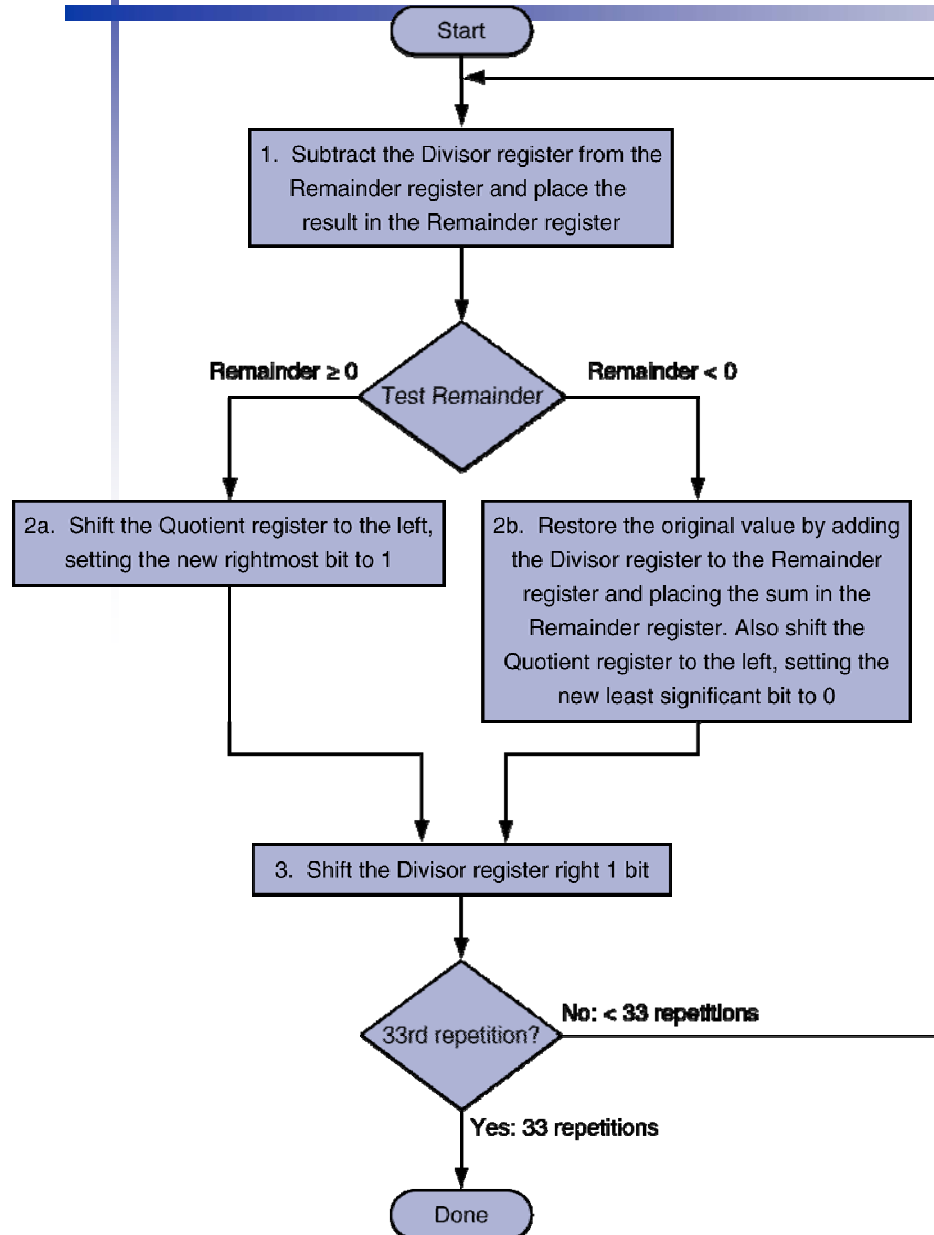 Start
1. Subtract the Divisor register from the
Remainder register and place the
result in the Remainder register
Test Remainder
Remainder ≥ 0
Remainder < 0
2a. Shift the Quotient register to the left,
setting the new rightmost bit to 1
2b. Restore the original value by adding
the Divisor register to the Remainder
register and placing the sum in the
Remainder register. Also shift the
Quotient register to the left, setting the
new least significant bit to 0
3. Shift the Divisor register right 1 bit
33rd repetition?
No: < 33 repetitions
Yes: 33 repetitions
Done